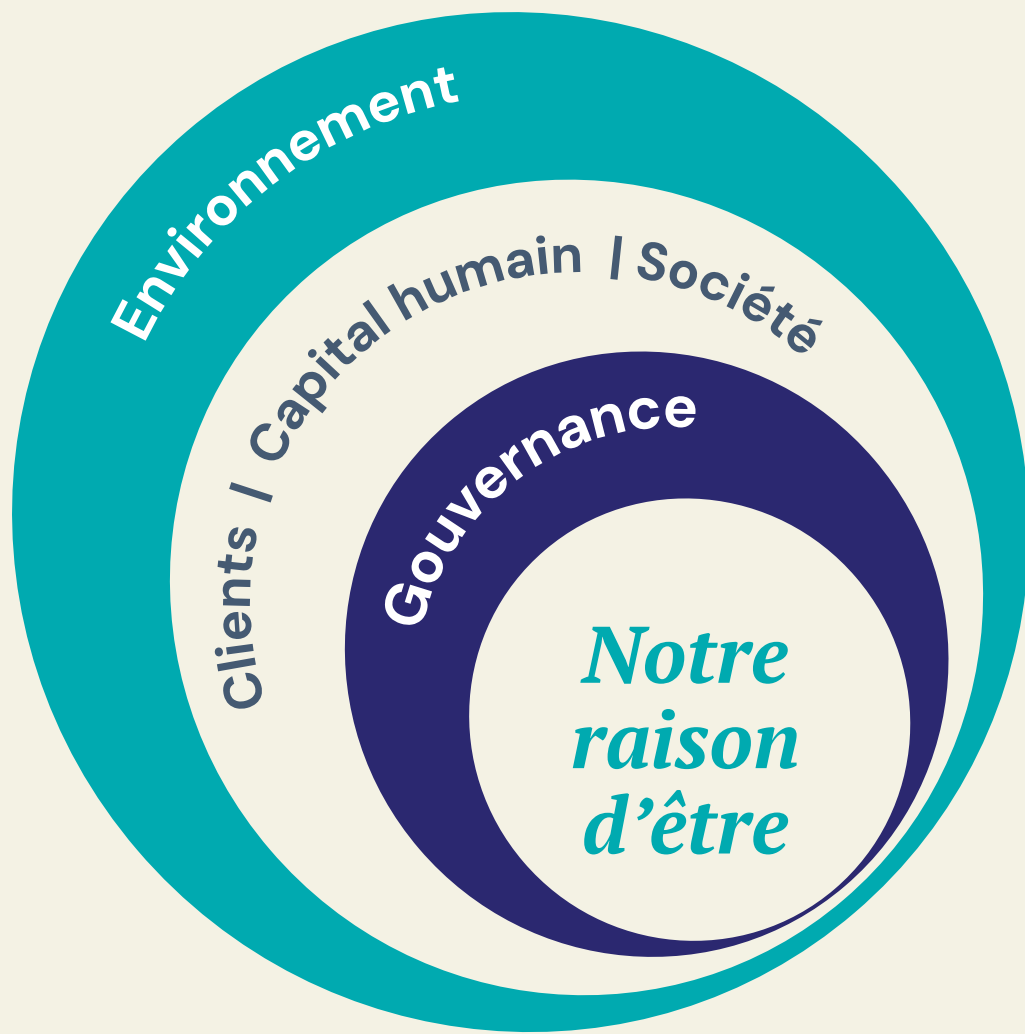 Environnement
Clients | Capital humain | Société
Gouvernance
Notre
raison
d’être